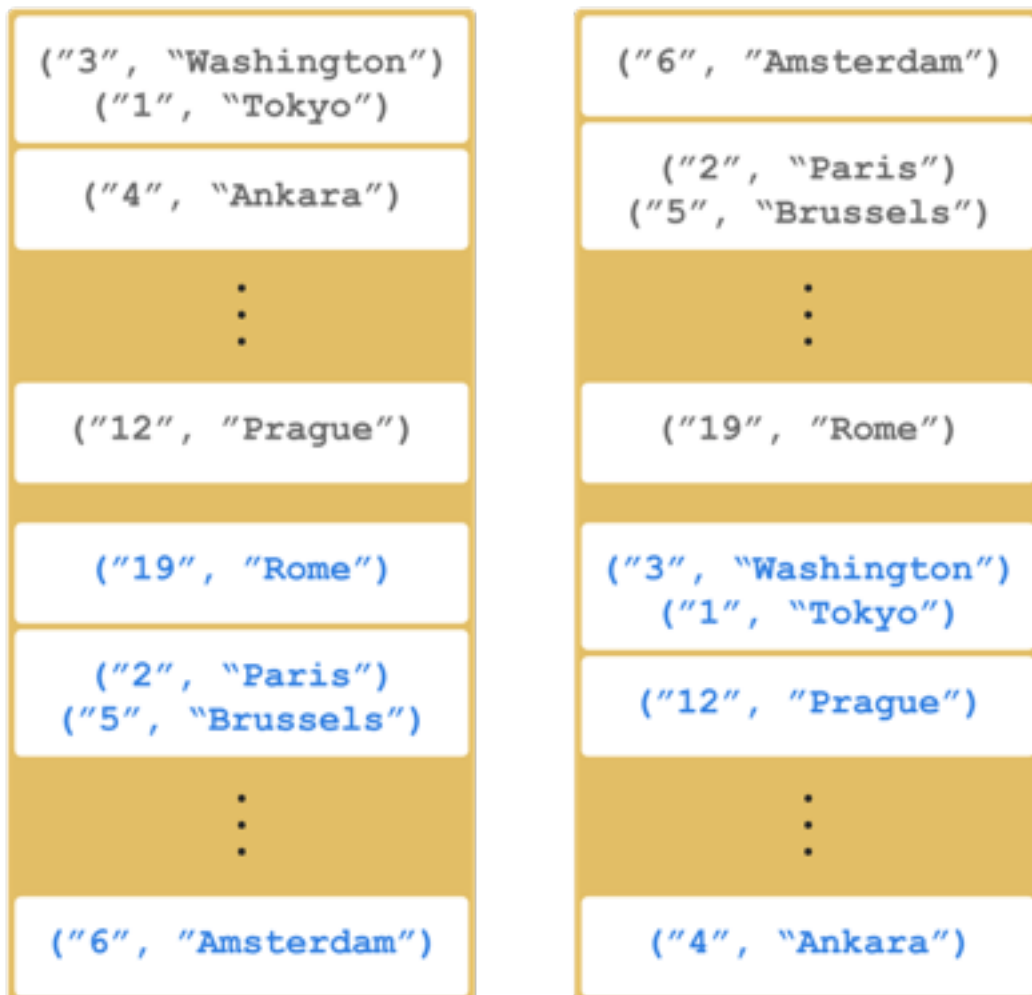 (″3″, “Washington″)
(″1″, “Tokyo″)
(″4″, “Ankara″)
(″12″, ″Prague″)
(″19″, ″Rome″)
(″2″, “Paris″)
(″5″, “Brussels″)
(″6″, ″Amsterdam″)
(″6″, ″Amsterdam″)
(″2″, “Paris″)
(″5″, “Brussels″)
(″19″, ″Rome″)
(″3″, “Washington″)
(″1″, “Tokyo″)
(″12″, ″Prague″)
(″4″, “Ankara″)